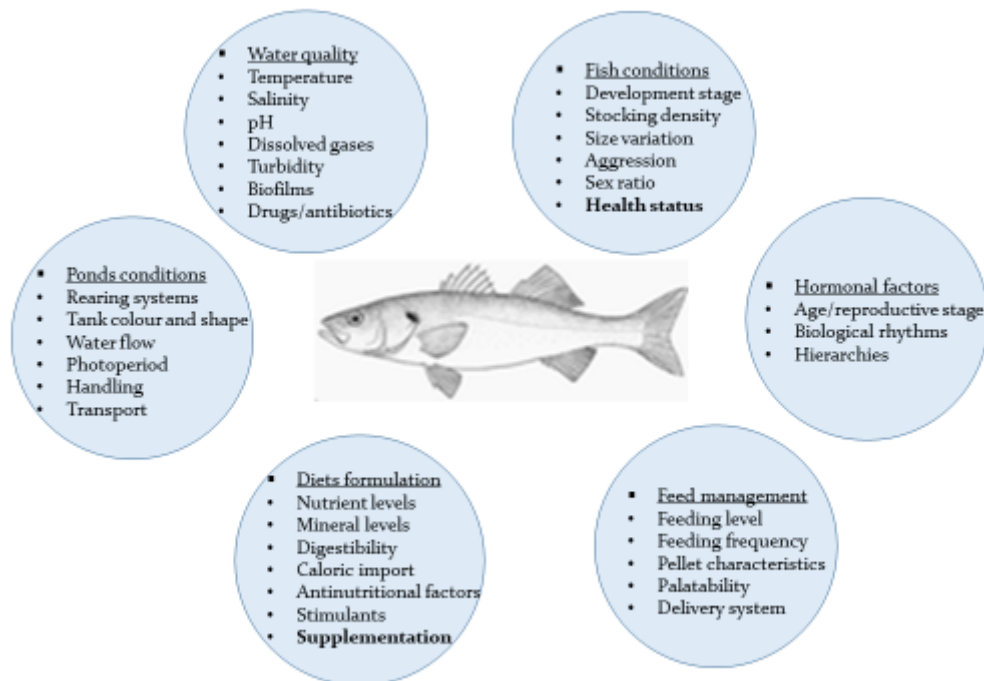 ▪ Water quality
• Temperature
• Salinity
• pH
• Dissolved gases
• Turbidity
• Biofilms
• Drugs/antibiotics
▪ Fish conditions
• Development stage
• Stocking density
• Size variation
• Aggression
• Sex ratio
• Health status
▪ Ponds conditions
• Rearing systems
• Tank colour and shape
• Water flow
• Photoperiod
• Handling
• Transport
▪ Hormonal factors
• Age/reproductive stage
• Biological rhythms
• Hierarchies
▪ Diets formulation
• Nutrient levels
• Mineral levels
• Digestibility
• Caloric import
• Antinutritional factors
• Stimulants
• Supplementation
▪ Feed management
• Feeding level
• Feeding frequency
• Pellet characteristics
• Palatability
• Delivery system